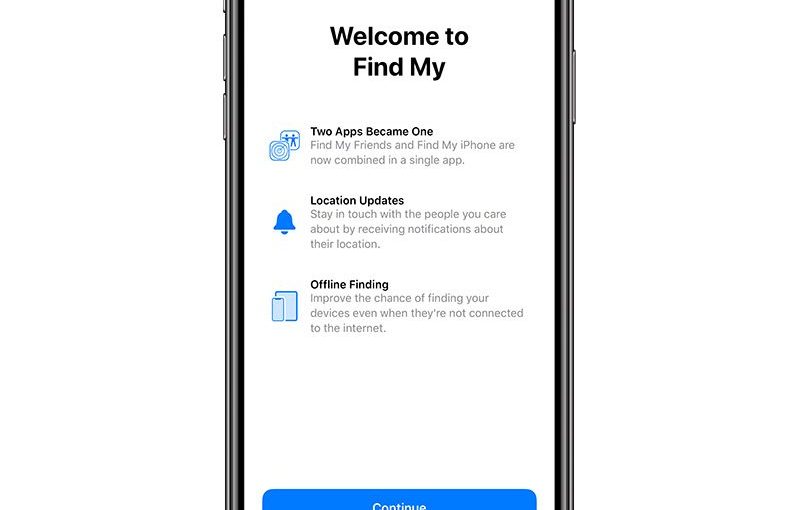 Welcome to
Find My
Two Apps Became One
Find My Friends and Find My iPhone are
now combined in a single app.
Location Updates
Stay in touch with the people you care
about by receiving notifications about
their location.
Offline Finding
Improve the chance of finding your
devices even when they're not connected
to the internet.
Continue